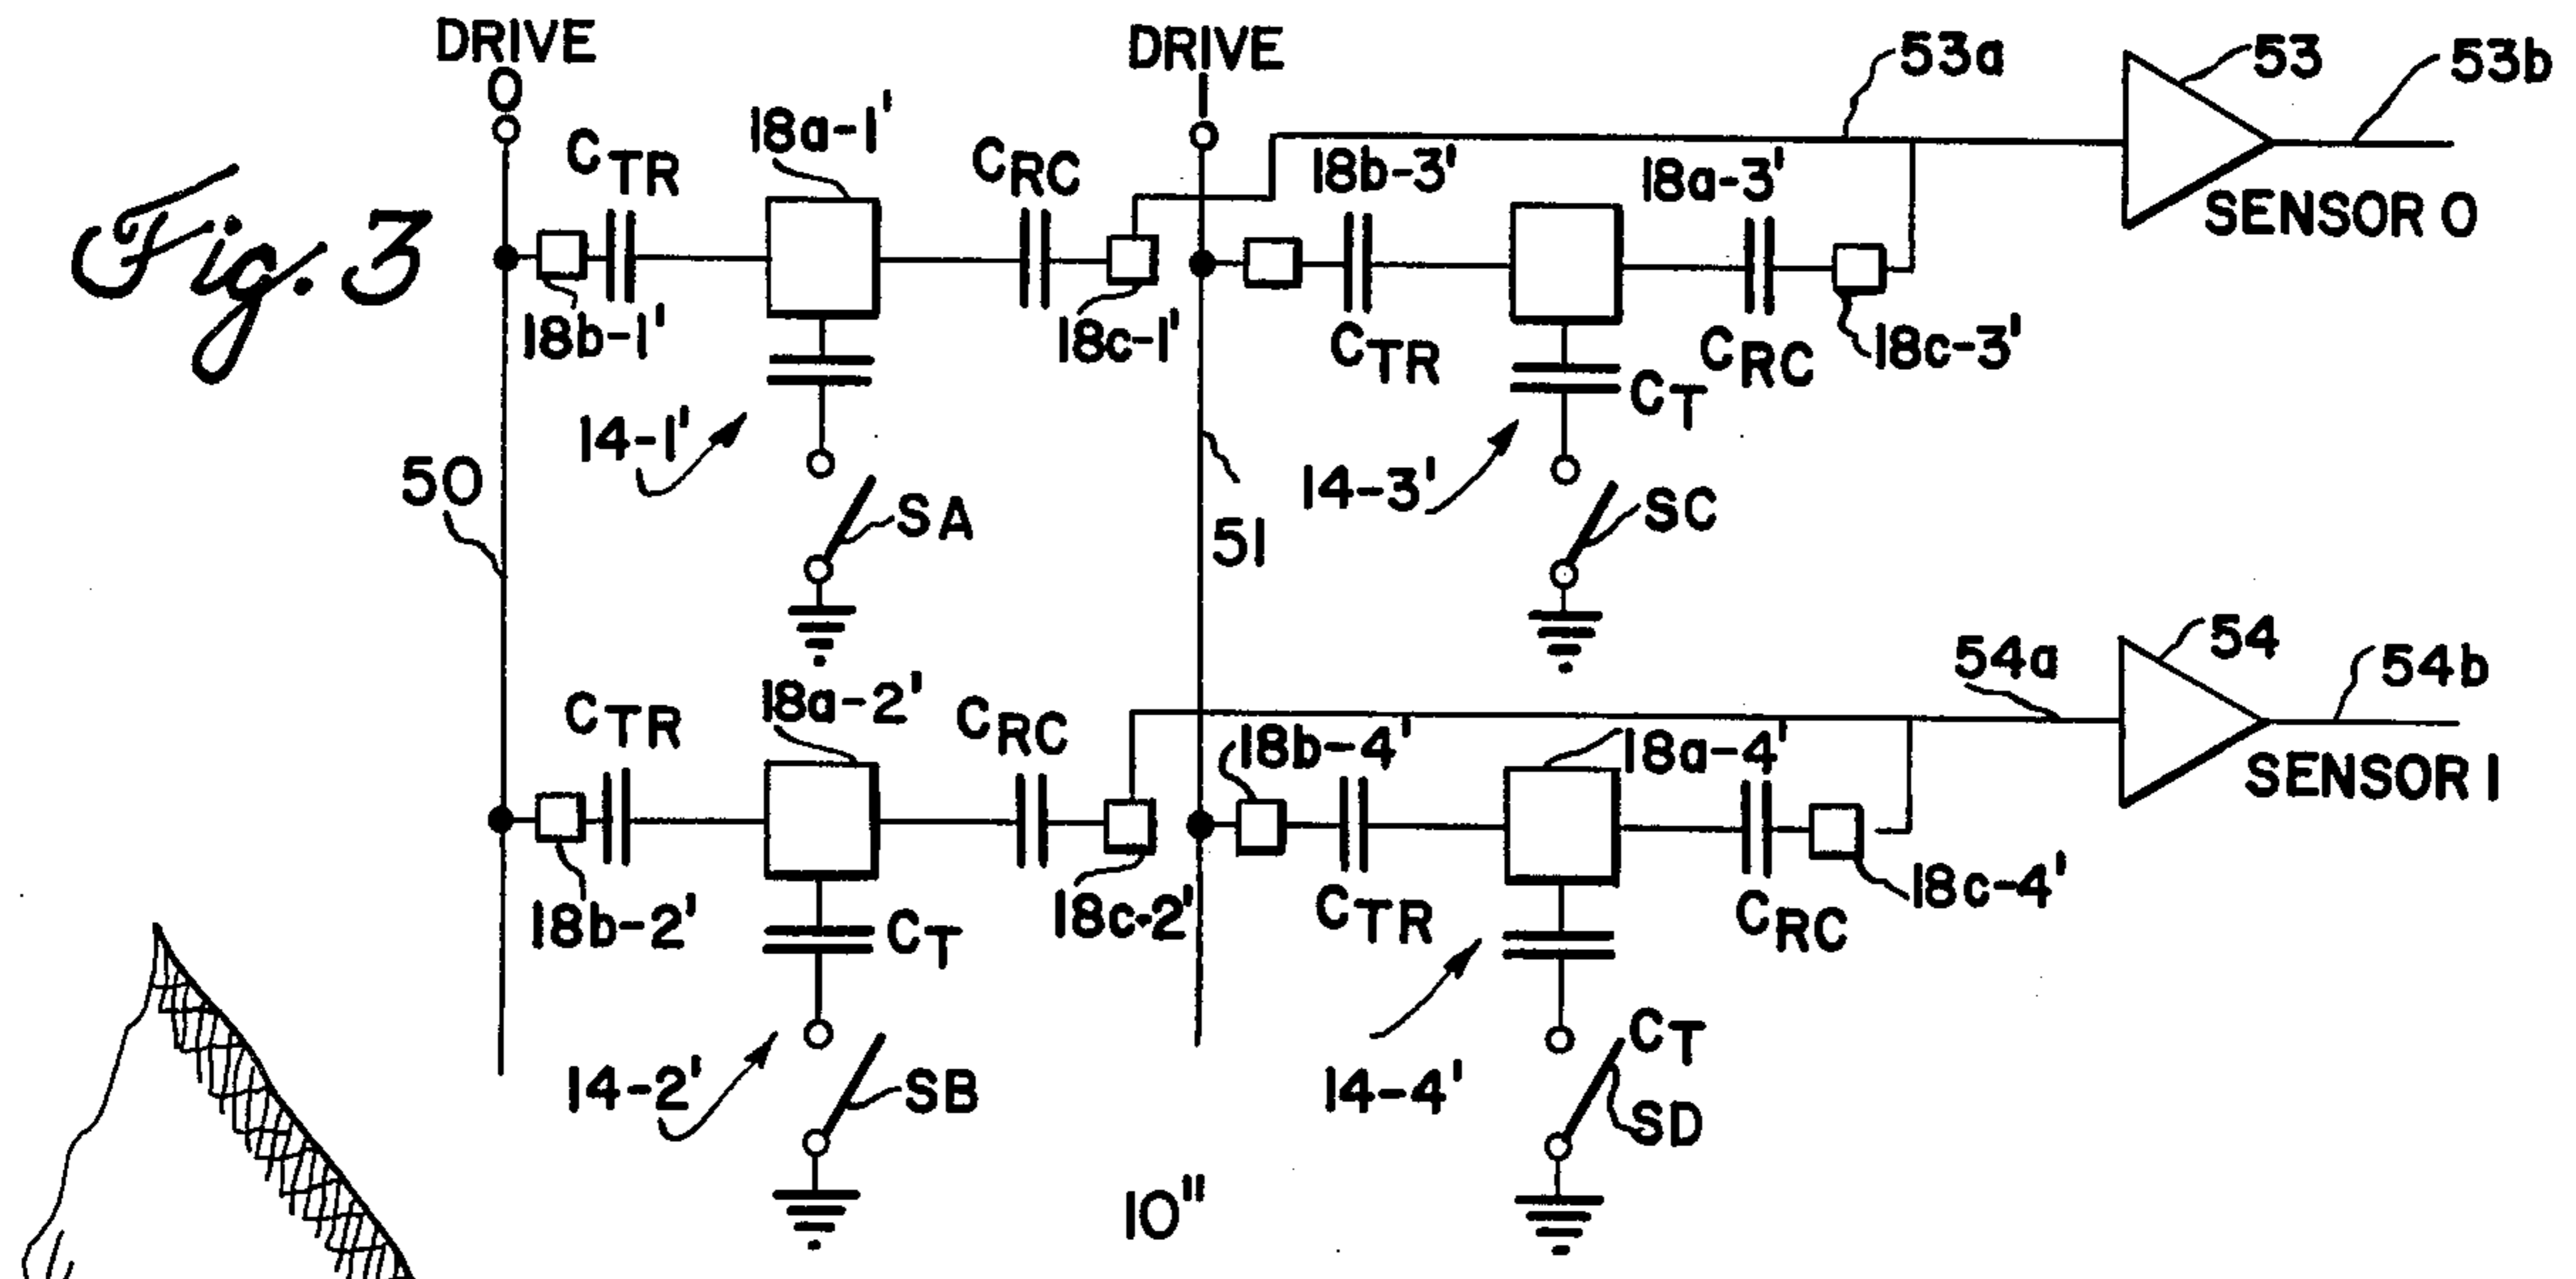 Fig. 3
DRIVE
0
DRIVE
1
53a
53
53b
SENSOR 0
CTR
18a-1'
CRC
18b-3'
18a-3'
18b-1'
18c-1'
CTR
CT
CRC
18c-3'
14-1'
14-3'
50
SA
51
SC
54a
54
54b
SENSOR 1
CTR
18a-2'
CRC
18b-4'
18a-4'
18b-2'
CT
18c-2'
CTR
CRC
18c-4'
14-2'
SB
14-4'
CT
SD
10"